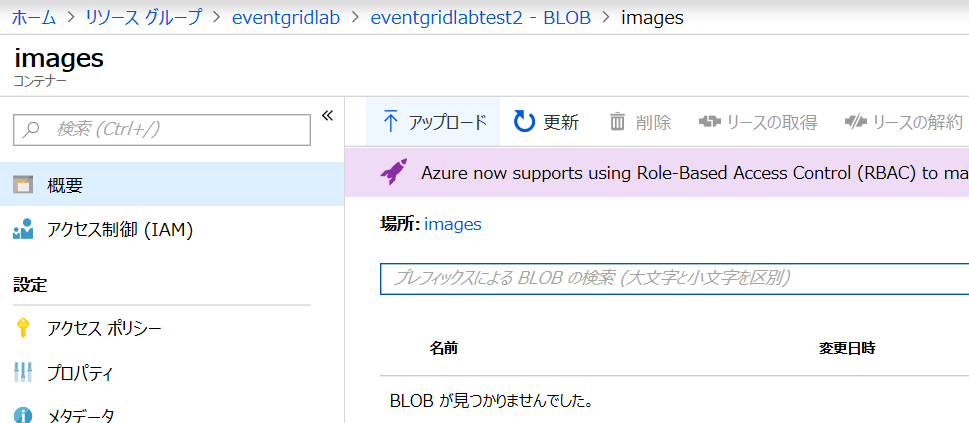 ホーム > リソース グループ > eventgridlab > eventgridlabtest2 - BLOB > images
images
コンテナー
検索 (Ctrl+/)
«
概要
アクセス制御 (IAM)
設定
アクセス ポリシー
プロパティ
メタデータ
アップロード 更新 削除 リースの取得 リースの解約
Azure now supports using Role-Based Access Control (RBAC) to ma
場所: images
プレフィックスによる BLOB の検索 (大文字と小文字を区別)
名前 変更日時
BLOB が見つかりませんでした。